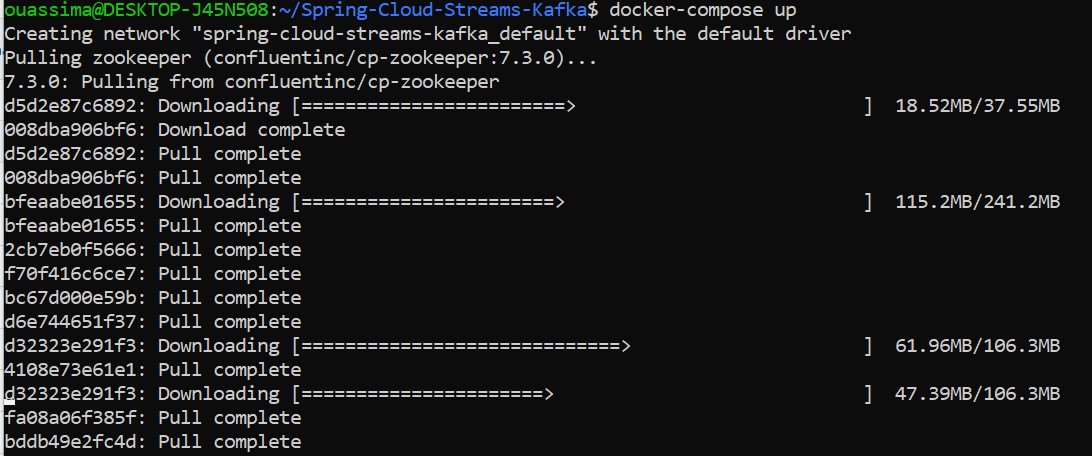 ouassima@DESKTOP-J45N508:~/Spring-Cloud-Streams-Kafka$ docker-compose up
Creating network "spring-cloud-streams-kafka_default" with the default driver
Pulling zookeeper (confluentinc/cp-zookeeper:7.3.0)...
7.3.0: Pulling from confluentinc/cp-zookeeper
d5d2e87c6892: Downloading [========================>                          ]  18.52MB/37.55MB
008dba906bf6: Download complete
d5d2e87c6892: Pull complete
008dba906bf6: Pull complete
bfeaabe01655: Downloading [=======================>                           ]  115.2MB/241.2MB
bfeaabe01655: Pull complete
2cb7eb0f5666: Pull complete
f70f416c6ce7: Pull complete
bc67d000e59b: Pull complete
d6e744651f37: Pull complete
d32323e291f3: Downloading [=============================>                     ]  61.96MB/106.3MB
4108e73e61e1: Pull complete
d32323e291f3: Downloading [======================>                            ]  47.39MB/106.3MB
fa08a06f385f: Pull complete
bddb49e2fc4d: Pull complete